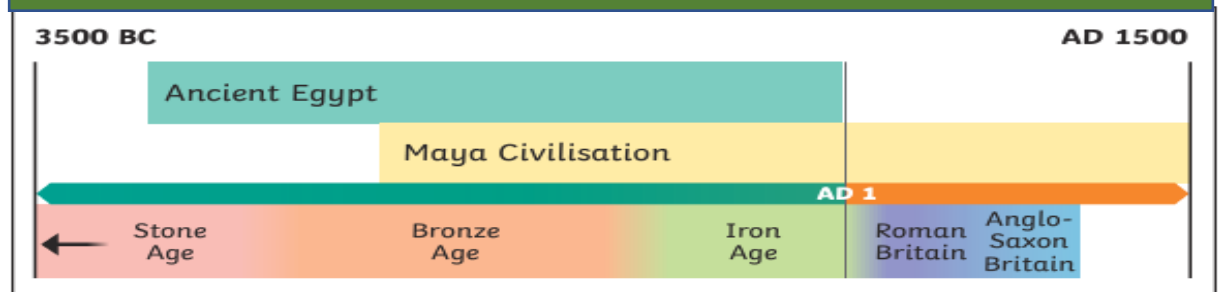 3500 BC
AD 1500
Ancient Egypt
Maya Civilisation
AD 1
Stone
Age
Bronze
Age
Iron
Age
Roman
Britain
Anglo-
Saxon
Britain